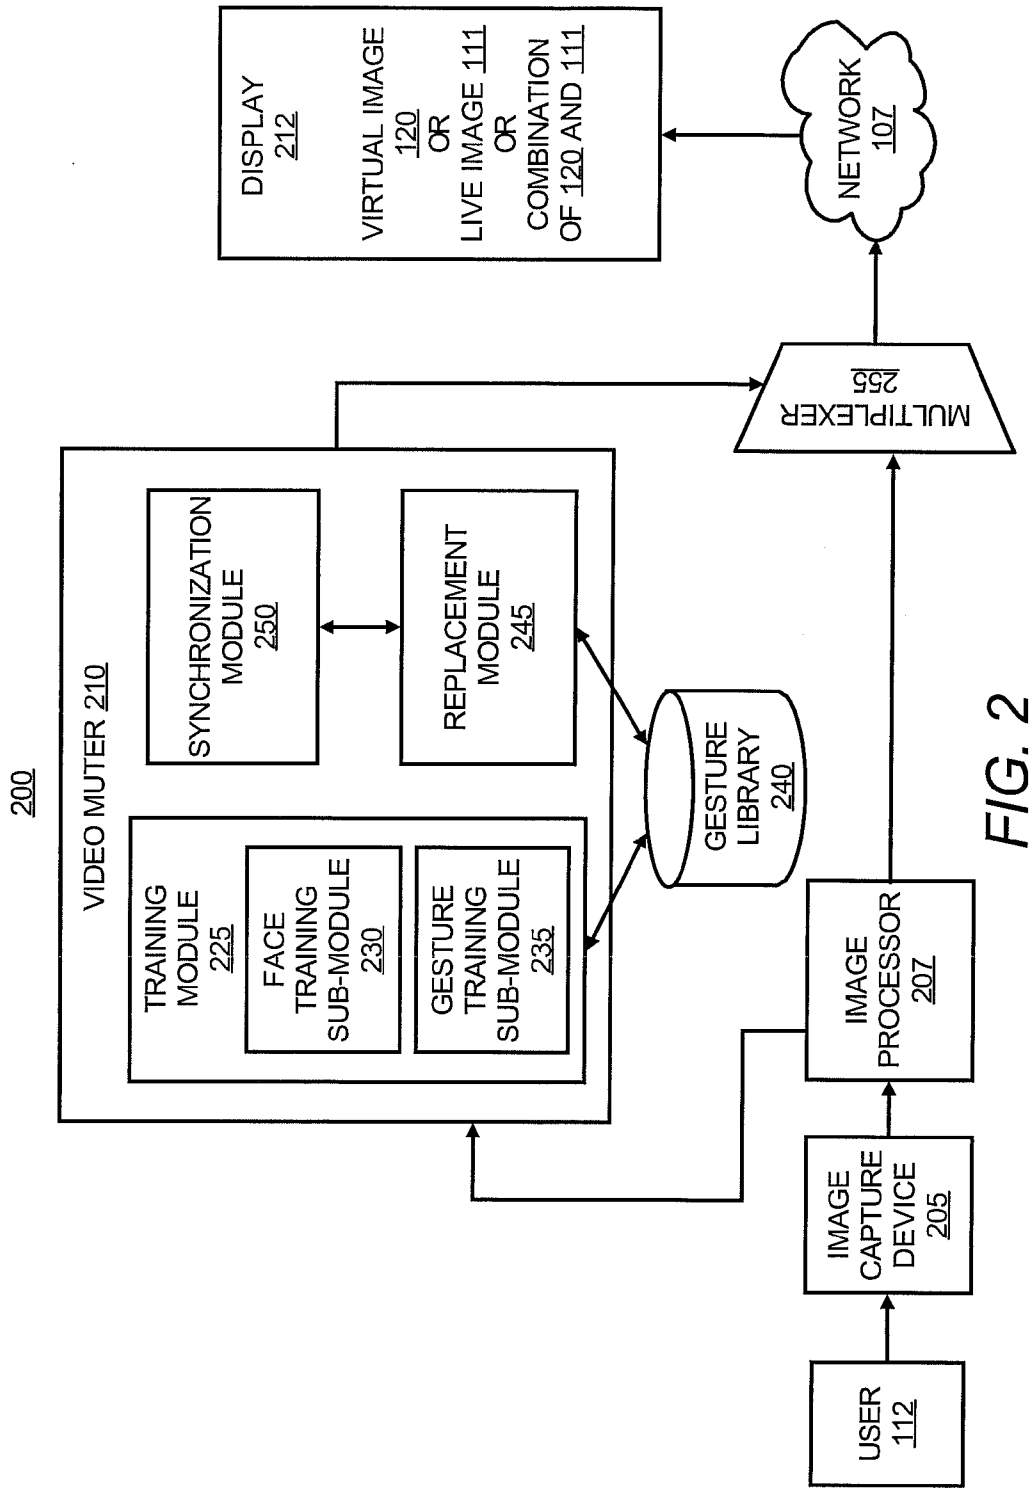 200
VIDEO MUTER 210
TRAINING
MODULE
225
FACE
TRAINING
SUB-MODULE
230
GESTURE
TRAINING
SUB-MODULE
235
SYNCHRONIZATION
MODULE
250
REPLACEMENT
MODULE
245
GESTURE
LIBRARY
240
DISPLAY
212
VIRTUAL IMAGE
120
OR
LIVE IMAGE 111
OR
COMBINATION
OF 120 AND 111
USER
112
IMAGE
CAPTURE
DEVICE
205
IMAGE
PROCESSOR
207
MULTIPLEXER
255
NETWORK
107
FIG. 2